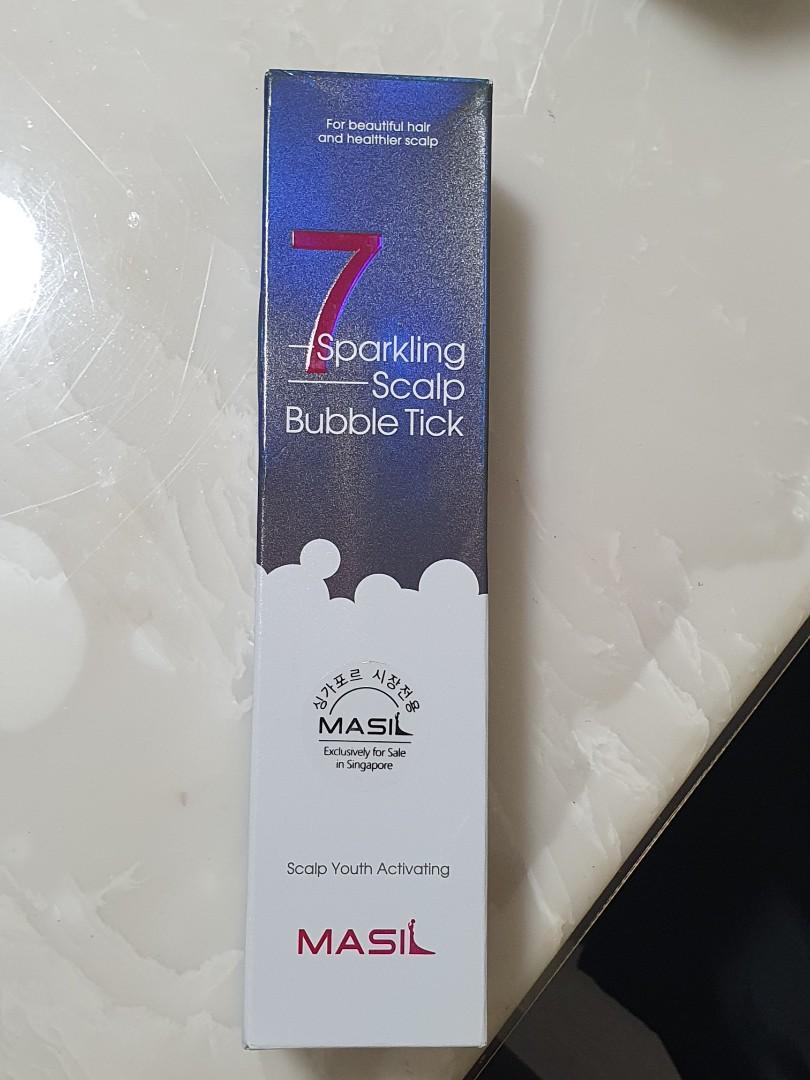 For beautiful hair
and healthier scalp
7
Sparkling
Scalp
Bubble Tick
싱가포르 시장전용
MASIL
Exclusively for Sale
in Singapore
Scalp Youth Activating
MASIL